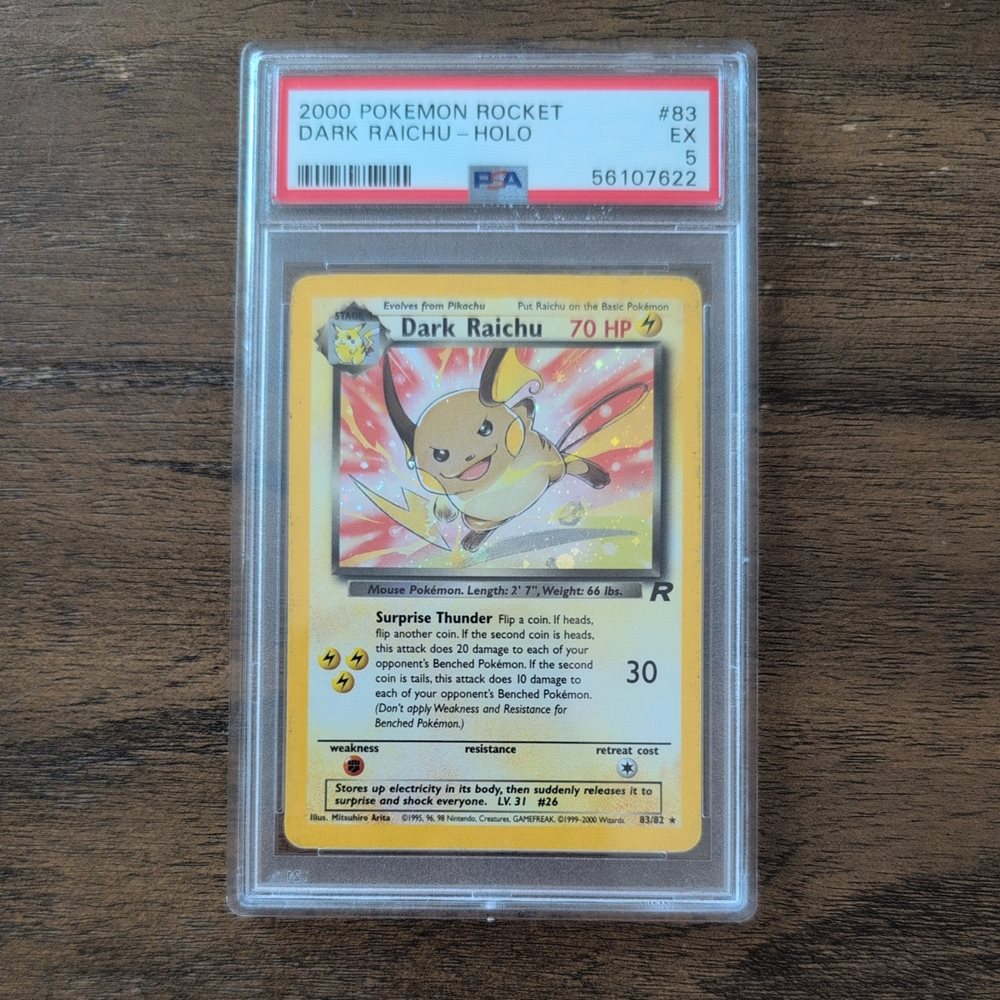 2000 POKEMON ROCKET #83
DARK RAICHU - HOLO EX
5
PSA 56107622
Evolves from Pikachu Put Raichu on the Basic Pokémon
STAGE 1
Dark Raichu 70 HP
Mouse Pokémon. Length: 2' 7", Weight: 66 lbs.
R
Surprise Thunder Flip a coin. If heads,
flip another coin. If the second coin is heads,
this attack does 20 damage to each of your
opponent's Benched Pokémon. If the second
coin is tails, this attack does 10 damage to
each of your opponent's Benched Pokémon.
(Don't apply Weakness and Resistance for
Benched Pokémon.)
30
weakness resistance retreat cost
Stores up electricity in its body, then suddenly releases it to
surprise and shock everyone. LV. 31 #26
Illus. Mitsuhiro Arita ©1995, 96, 98 Nintendo, Creatures, GAMEFREAK. ©1999-2000 Wizards. 83/82 ★